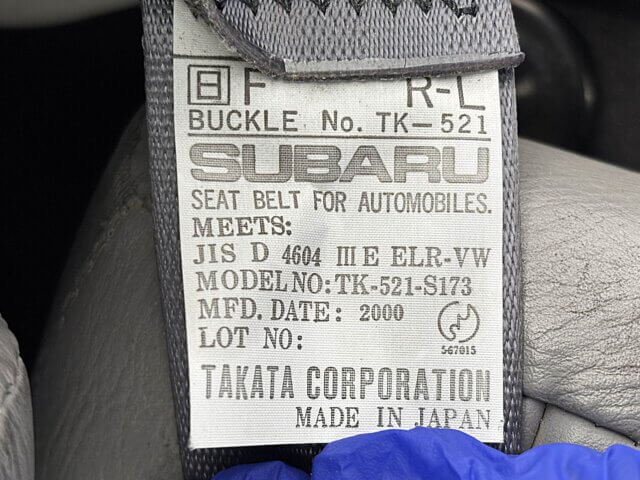 日 F R-L
BUCKLE No. TK-521
SUBARU
SEAT BELT FOR AUTOMOBILES.
MEETS:
JIS D 4604 III E ELR-VW
MODEL NO: TK-521-S173
MFD. DATE: 2000
LOT NO:
567015
TAKATA CORPORATION
MADE IN JAPAN